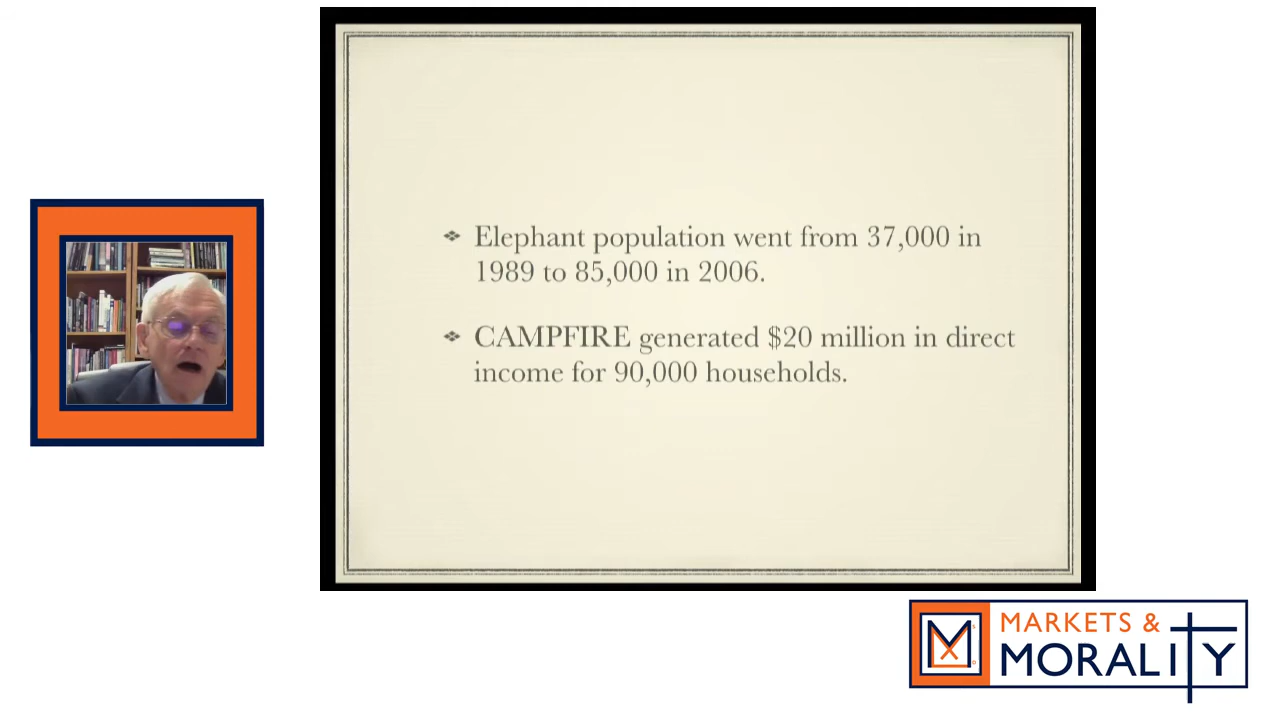 Elephant population went from 37,000 in
1989 to 85,000 in 2006.
CAMPFIRE generated $20 million in direct
income for 90,000 households.
MARKETS &
MORALITY